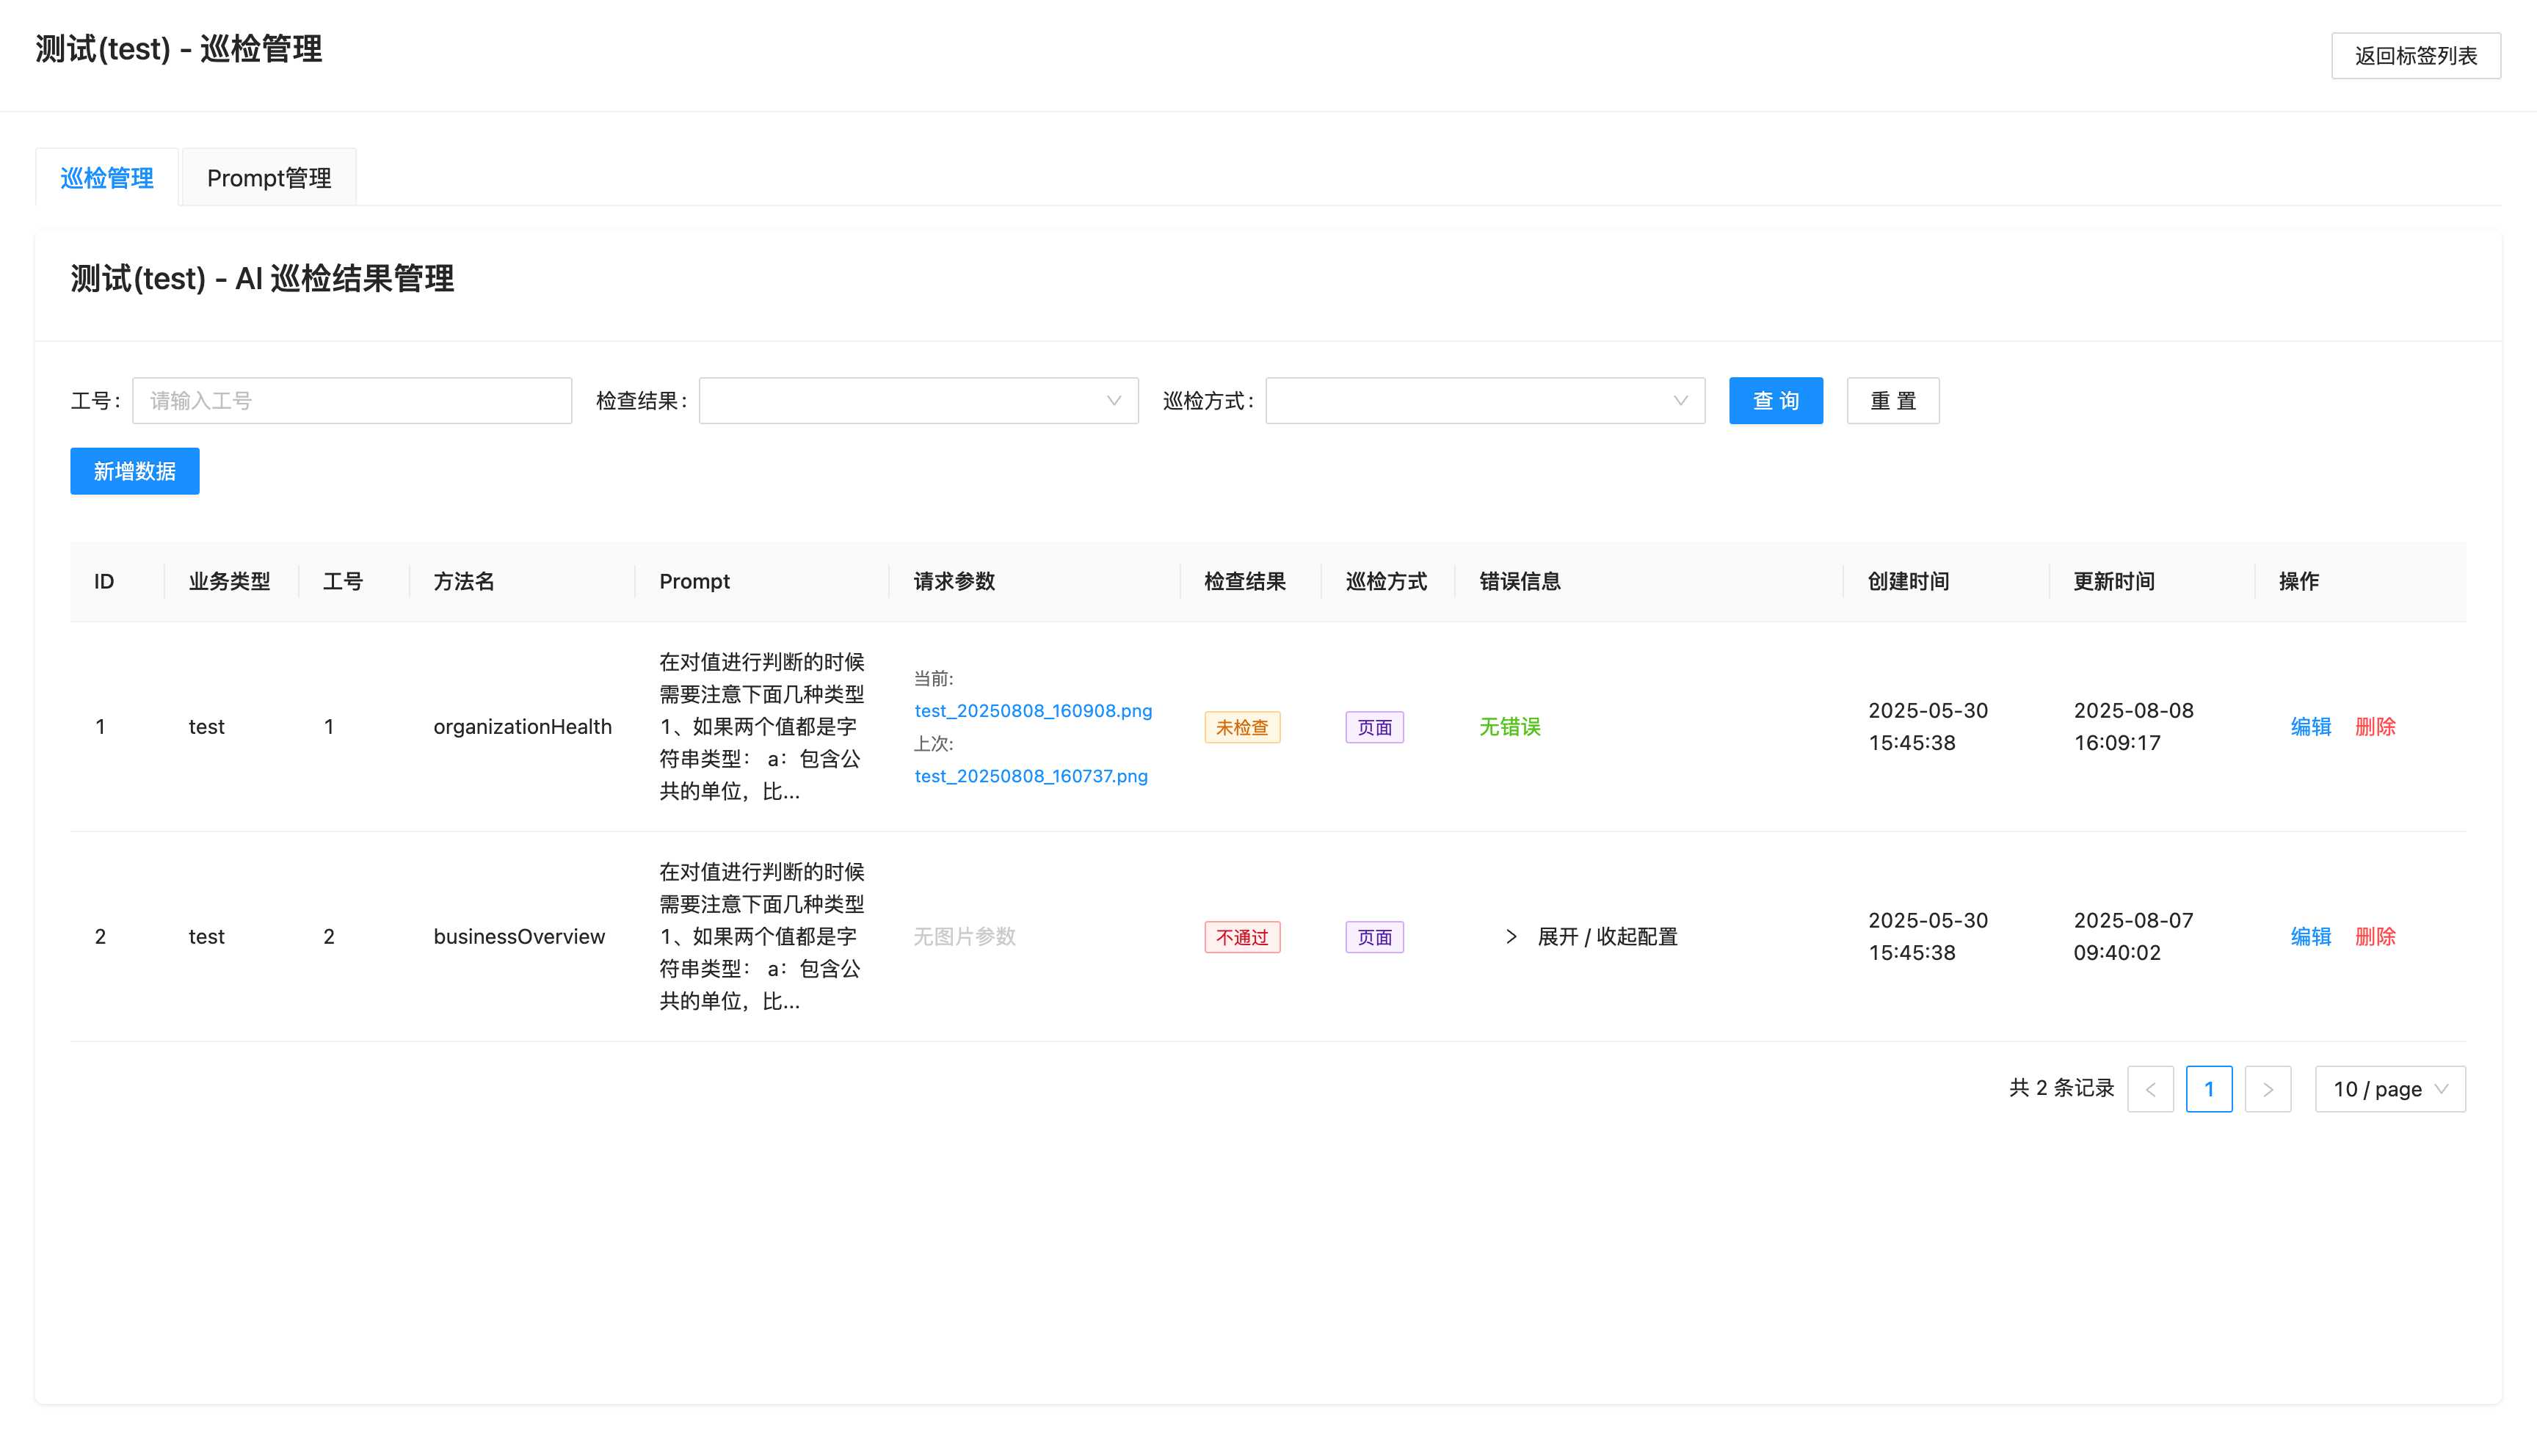 测试(test) - 巡检管理
返回标签列表
巡检管理
Prompt管理
测试(test) - AI 巡检结果管理
工号:
请输入工号
检查结果:
巡检方式:
查 询
重 置
新增数据
ID 业务类型 工号 方法名 Prompt 请求参数 检查结果 巡检方式 错误信息 创建时间 更新时间 操作
1
test
1
organizationHealth
在对值进行判断的时候
需要注意下面几种类型
1、如果两个值都是字
符串类型： a：包含公
共的单位，比...
当前:
test_20250808_160908.png
上次:
test_20250808_160737.png
未检查
页面
无错误
2025-05-30
15:45:38
2025-08-08
16:09:17
编辑 删除
2
test
2
businessOverview
在对值进行判断的时候
需要注意下面几种类型
1、如果两个值都是字
符串类型： a：包含公
共的单位，比...
无图片参数
不通过
页面
展开 / 收起配置
2025-05-30
15:45:38
2025-08-07
09:40:02
编辑 删除
共 2 条记录
1
10 / page